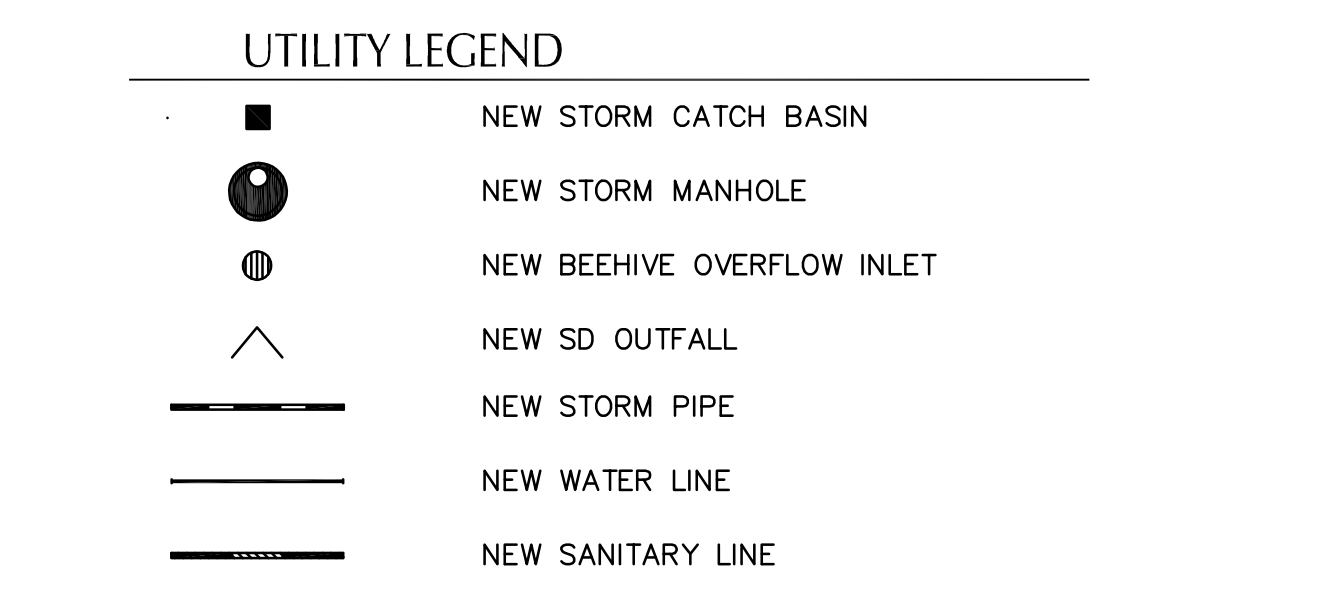 UTILITY LEGEND
NEW STORM CATCH BASIN
NEW STORM MANHOLE
NEW BEEHIVE OVERFLOW INLET
NEW SD OUTFALL
NEW STORM PIPE
NEW WATER LINE
NEW SANITARY LINE